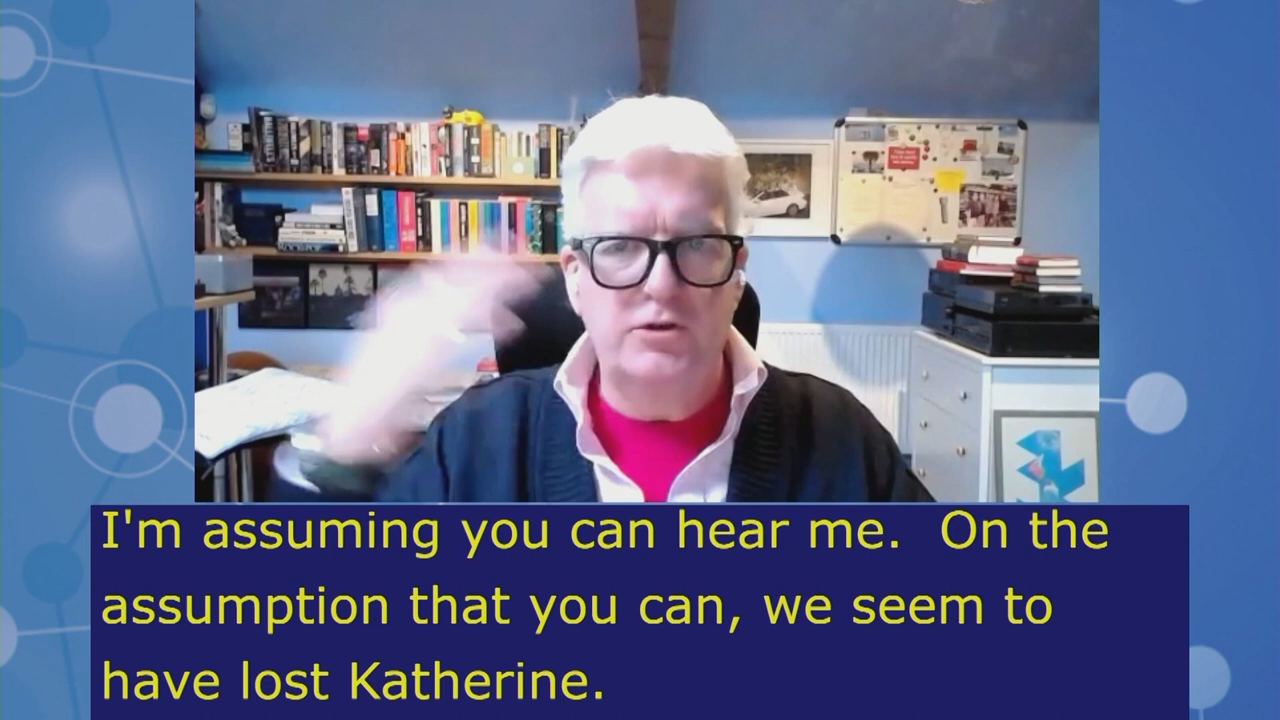 I'm assuming you can hear me.  On the
assumption that you can, we seem to
have lost Katherine.